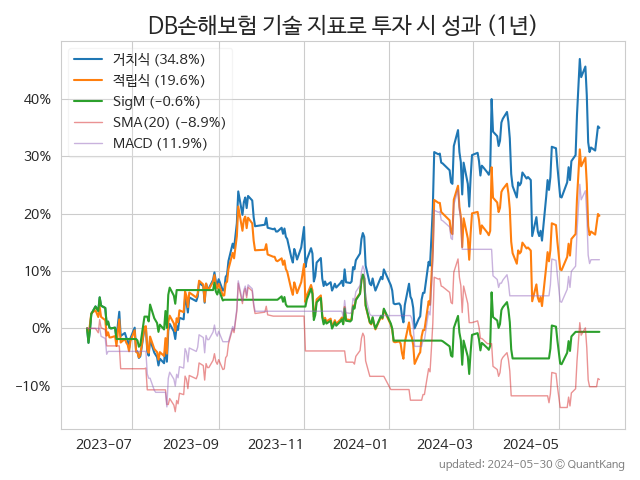 DB손해보험 기술 지표로 투자 시 성과 (1년)
거치식 (34.8%)
적립식 (19.6%)
SigM (−0.6%)
SMA(20) (−8.9%)
MACD (11.9%)
40%
30%
20%
10%
0%
−10%
2023−07 2023−09 2023−11 2024−01 2024−03 2024−05
updated: 2024-05-30 © QuantKang